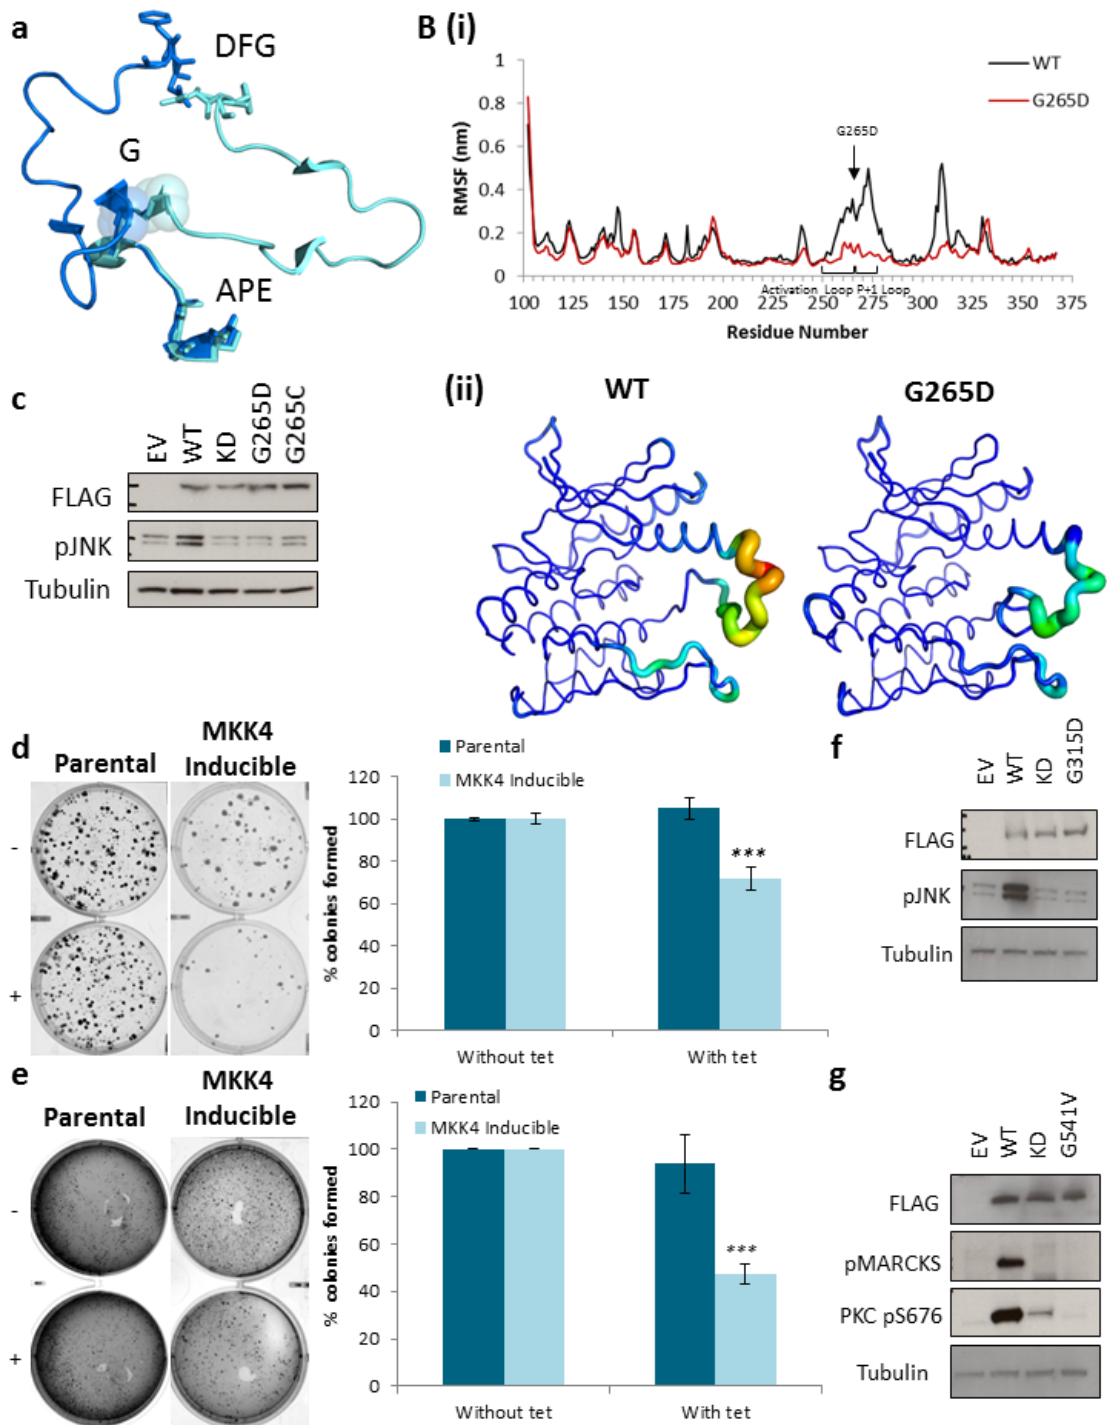 a
DFG
G
APE
B (i)
WT
G265D
G265D
RMSF (nm)
1
0.8
0.6
0.4
0.2
0
100 125 150 175 200 225 250 275 300 325 350 375
Activation Loop P+1 Loop
Residue Number
c
EV WT KD G265D G265C
FLAG
pJNK
Tubulin
(ii)
WT
G265D
d
Parental
MKK4 Inducible
-
+
Parental
MKK4 Inducible
% colonies formed
120
100
80
60
40
20
0
***
Without tet
With tet
e
Parental
MKK4 Inducible
-
+
Parental
MKK4 Inducible
% colonies formed
120
100
80
60
40
20
0
***
Without tet
With tet
f
EV WT KD G315D
FLAG
pJNK
Tubulin
g
EV WT KD G541V
FLAG
pMARCKS
PKC pS676
Tubulin